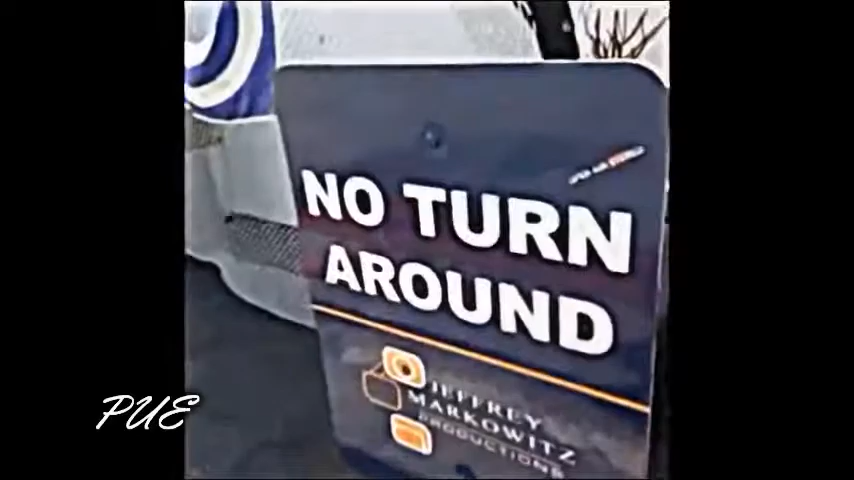 NO TURN
AROUND
JEFFREY
MARKOWITZ
PRODUCTIONS
PUE